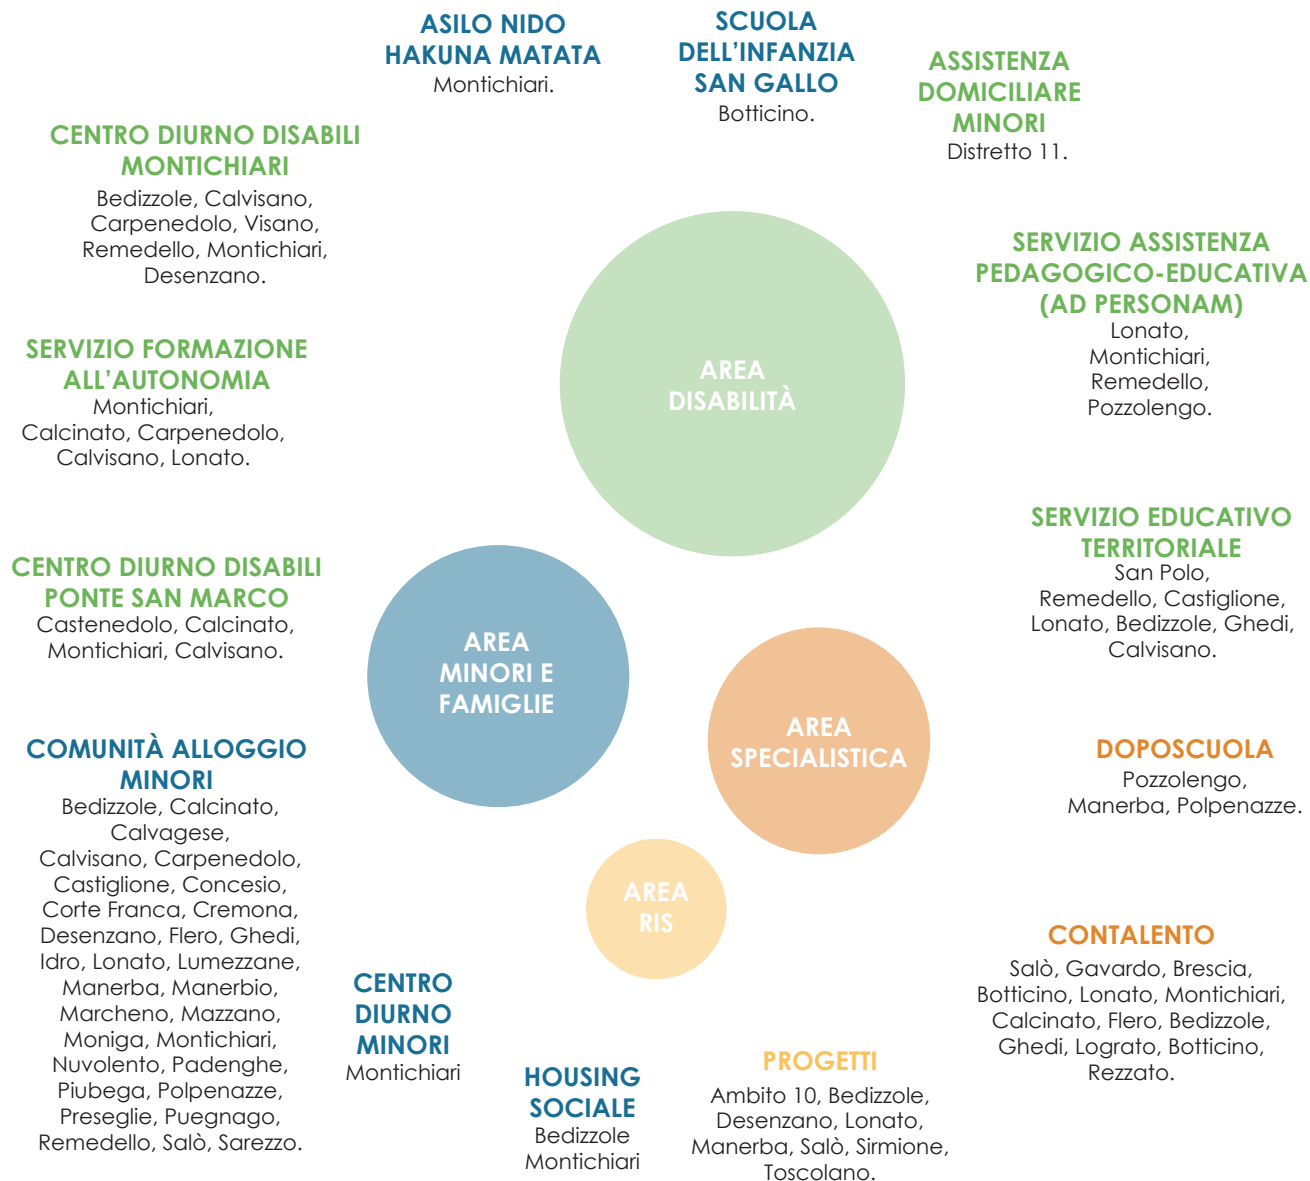 ASILO NIDO
HAKUNA MATATA
Montichiari.
SCUOLA
DELL'INFANZIA
SAN GALLO
Botticino.
ASSISTENZA
DOMICILIARE
MINORI
Distretto 11.
CENTRO DIURNO DISABILI
MONTICHIARI
Bedizzole, Calvisano,
Carpenedolo, Visano,
Remedello, Montichiari,
Desenzano.
SERVIZIO ASSISTENZA
PEDAGOGICO-EDUCATIVA
(AD PERSONAM)
Lonato,
Montichiari,
Remedello,
Pozzolengo.
SERVIZIO FORMAZIONE
ALL'AUTONOMIA
Montichiari,
Calcinato, Carpenedolo,
Calvisano, Lonato.
AREA
DISABILITÀ
SERVIZIO EDUCATIVO
TERRITORIALE
San Polo,
Remedello, Castiglione,
Lonato, Bedizzole, Ghedi,
Calvisano.
CENTRO DIURNO DISABILI
PONTE SAN MARCO
Castenedolo, Calcinato,
Montichiari, Calvisano.
AREA
MINORI E
FAMIGLIE
AREA
SPECIALISTICA
DOPOSCUOLA
Pozzolengo,
Manerba, Polpenazze.
COMUNITÀ ALLOGGIO
MINORI
Bedizzole, Calcinato,
Calvagese,
Calvisano, Carpenedolo,
Castiglione, Concesio,
Corte Franca, Cremona,
Desenzano, Flero, Ghedi,
Idro, Lonato, Lumezzane,
Manerba, Manerbio,
Marcheno, Mazzano,
Moniga, Montichiari,
Nuvolento, Padenghe,
Piubega, Polpenazze,
Preseglie, Puegnago,
Remedello, Salò, Sarezzo.
AREA
RIS
CONTALENTO
Salò, Gavardo, Brescia,
Botticino, Lonato, Montichiari,
Calcinato, Flero, Bedizzole,
Ghedi, Lograto, Botticino,
Rezzato.
CENTRO
DIURNO
MINORI
Montichiari
HOUSING
SOCIALE
Bedizzole
Montichiari
PROGETTI
Ambito 10, Bedizzole,
Desenzano, Lonato,
Manerba, Salò, Sirmione,
Toscolano.